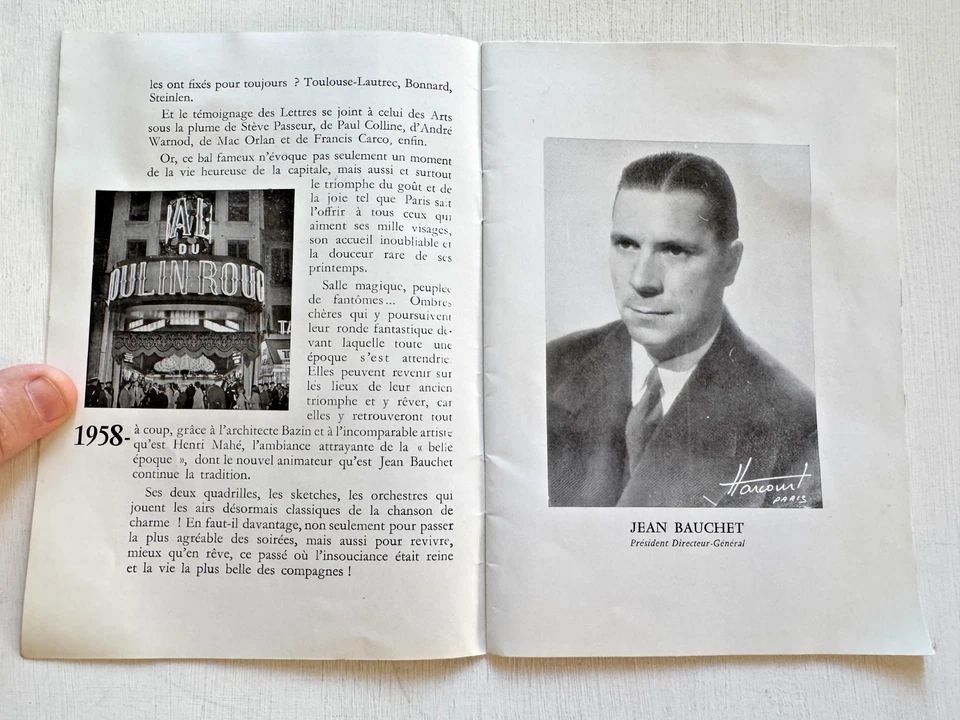 les ont fixés pour toujours ? Toulouse-Lautrec, Bonnard,
Steinlen.
Et le témoignage des Lettres se joint à celui des Arts
sous la plume de Stève Passeur, de Paul Colline, d'André
Warnod, de Mac Orlan et de Francis Carco, enfin.
Or, ce bal fameux n'évoque pas seulement un moment
de la vie heureuse de la capitale, mais aussi et surtout
le triomphe du goût et de
la joie tel que Paris sait
l'offrir à tous ceux qui
aiment ses mille visages,
son accueil inoubliable et
la douceur rare de ses
printemps.
Salle magique, peuplée
de fantômes... Ombres
chères qui y poursuivent
leur ronde fantastique de-
vant laquelle toute une
époque s'est attendrie.
Elles peuvent revenir sur
les lieux de leur ancien
triomphe et y rêver, car
elles y retrouveront tout
à coup, grâce à l'architecte Bazin et à l'incomparable artiste
qu'est Henri Mahé, l'ambiance attrayante de la « belle
époque », dont le nouvel animateur qu'est Jean Bauchet
continue la tradition.
Ses deux quadrilles, les sketches, les orchestres qui
jouent les airs désormais classiques de la chanson de
charme ! En faut-il davantage, non seulement pour passer
la plus agréable des soirées, mais aussi pour revivre,
mieux qu'en rêve, ce passé où l'insouciance était reine
et la vie la plus belle des compagnes !
BAL
DU
OULIN ROUG
TA
1958-
Harcourt
PARIS
JEAN BAUCHET
Président Directeur-Général